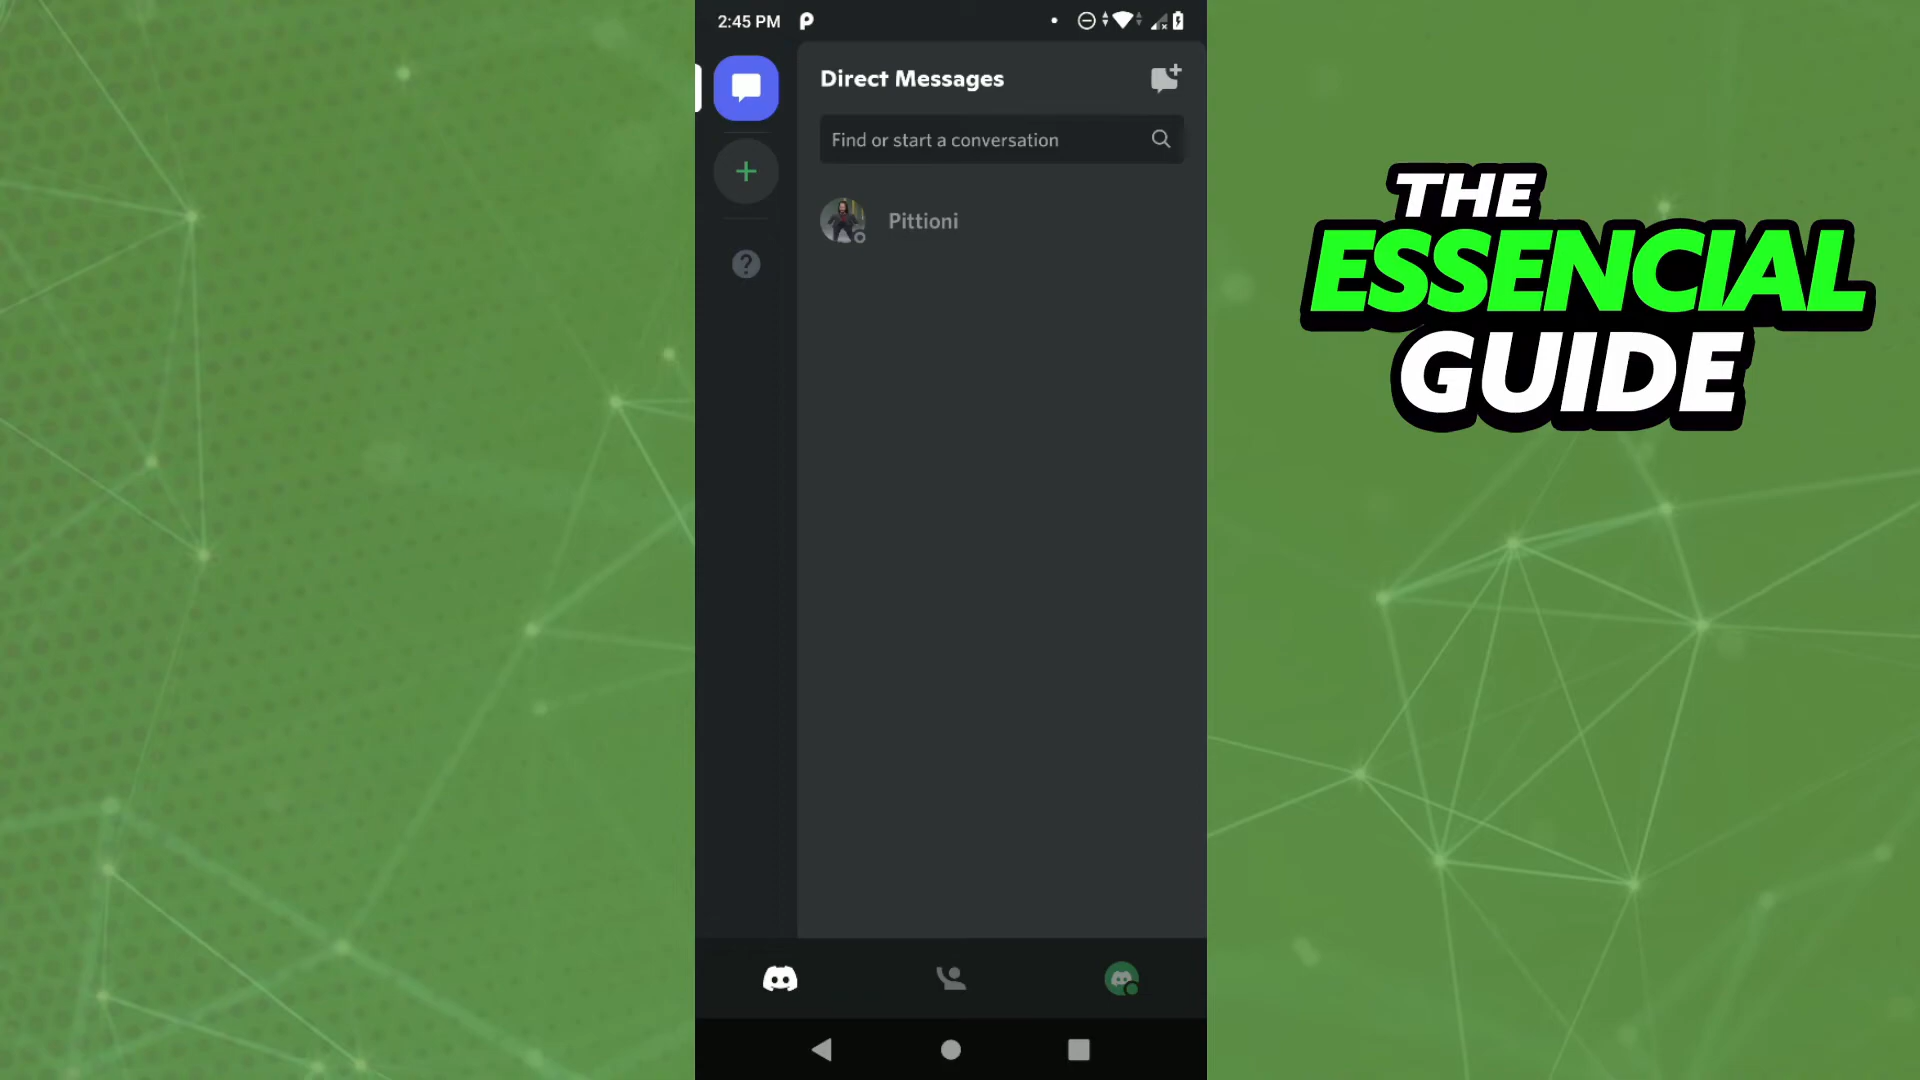 2:45 PM
Direct Messages
Find or start a conversation
Pittioni
THE
ESSENCIAL
GUIDE